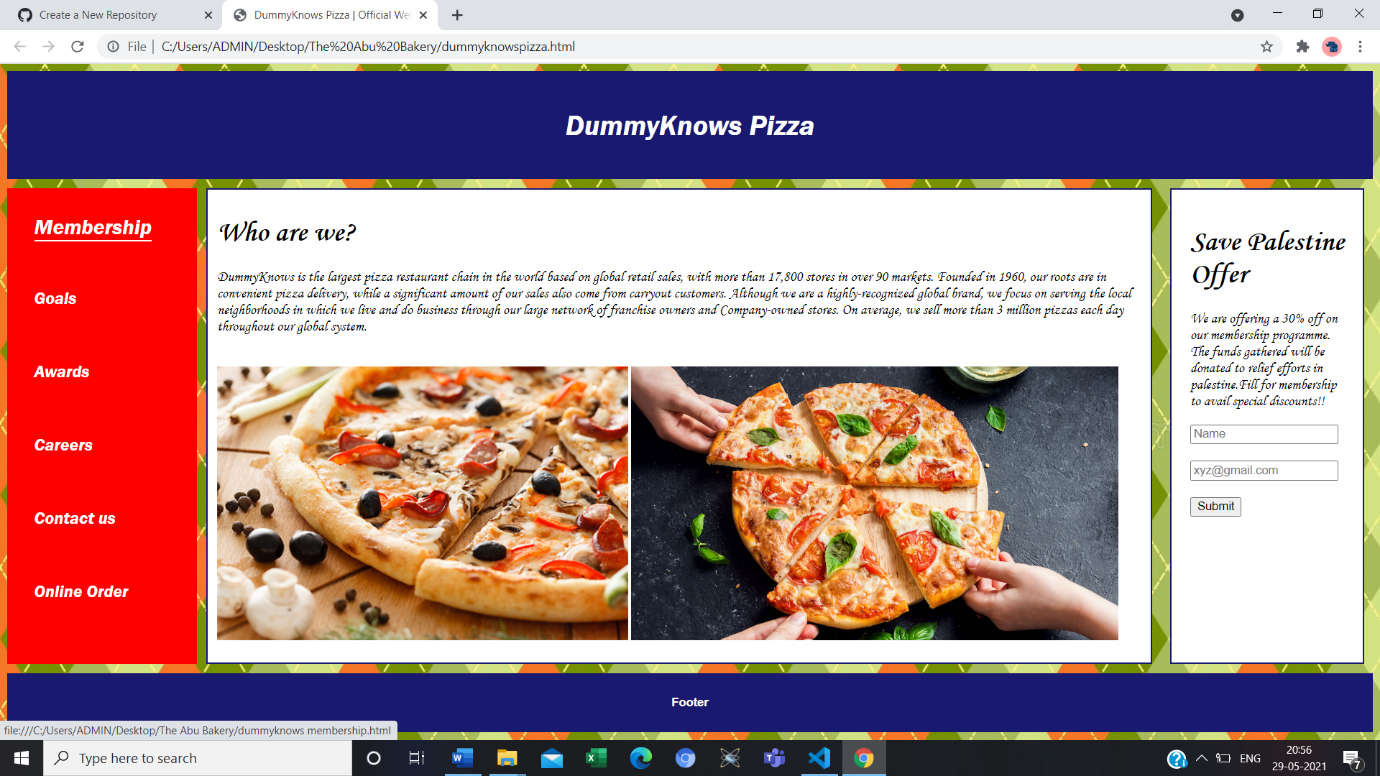 Create a New Repository
DummyKnows Pizza | Official We
File
C:/Users/ADMIN/Desktop/The%20Abu%20Bakery/dummyknowspizza.html
DummyKnows Pizza
Membership
Goals
Awards
Careers
Contact us
Online Order
Who are we?
DummyKnows is the largest pizza restaurant chain in the world based on global retail sales, with more than 17,800 stores in over 90 markets. Founded in 1960, our roots are in
convenient pizza delivery, while a significant amount of our sales also come from carryout customers. Although we are a highly-recognized global brand, we focus on serving the local
neighborhoods in which we live and do business through our large network of franchise owners and Company-owned stores. On average, we sell more than 3 million pizzas each day
throughout our global system.
Save Palestine
Offer
We are offering a 30% off on
our membership programme.
The funds gathered will be
donated to relief efforts in
palestine.Fill for membership
to avail special discounts!!
Name
xyz@gmail.com
Submit
Footer
file:///C:/Users/ADMIN/Desktop/The Abu Bakery/dummyknows membership.html
Type here to search
ENG
20:56
29-05-2021
7